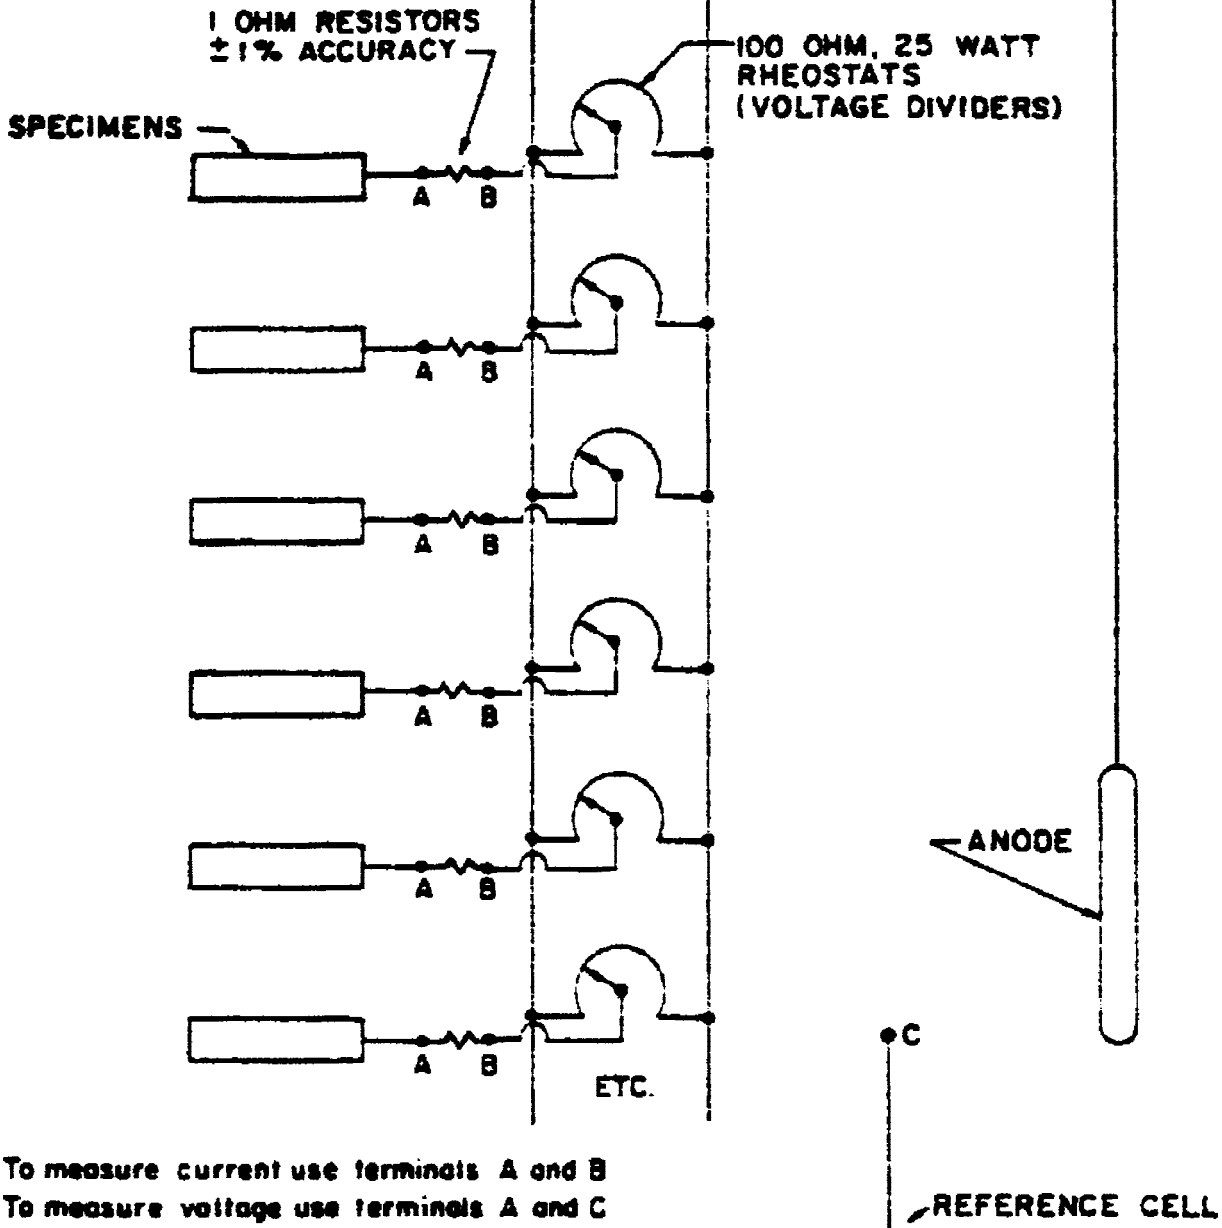 1 OHM RESISTORS
±1% ACCURACY
100 OHM, 25 WATT
RHEOSTATS
(VOLTAGE DIVIDERS)
SPECIMENS
A B
A B
A B
A B
A B
A B
ANODE
C
ETC.
To measure current use terminals A and B
To measure voltage use terminals A and C
REFERENCE CELL